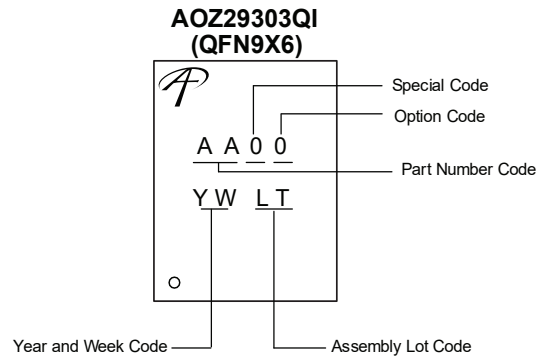 AOZ29303QI
(QFN9X6)
Special Code
Option Code
A A 0 0
Part Number Code
Y W L T
Year and Week Code
Assembly Lot Code